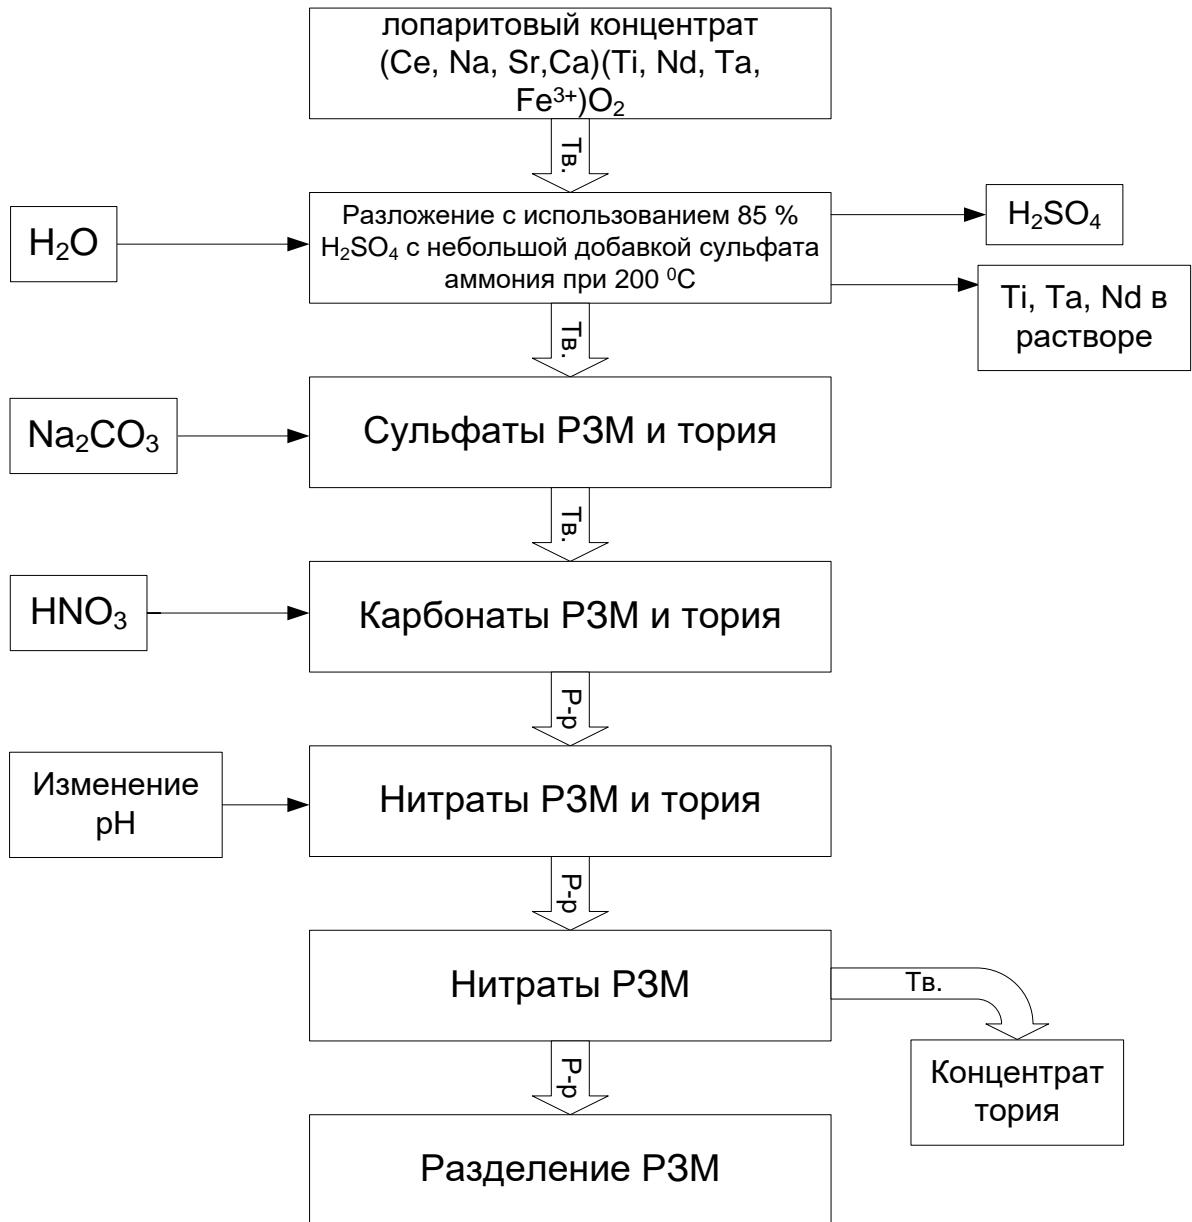 лопаритовый концентрат
(Ce, Na, Sr,Ca)(Ti, Nd, Ta,
Fe³⁺)O₂
Тв.
H₂O
Разложение с использованием 85 %
H₂SO₄ с небольшой добавкой сульфата
аммония при 200 ⁰C
H₂SO₄
Ti, Ta, Nd в
растворе
Тв.
Na₂CO₃
Сульфаты РЗМ и тория
Тв.
HNO₃
Карбонаты РЗМ и тория
Р-р
Изменение
pH
Нитраты РЗМ и тория
Р-р
Нитраты РЗМ
Тв.
Концентрат
тория
Р-р
Разделение РЗМ